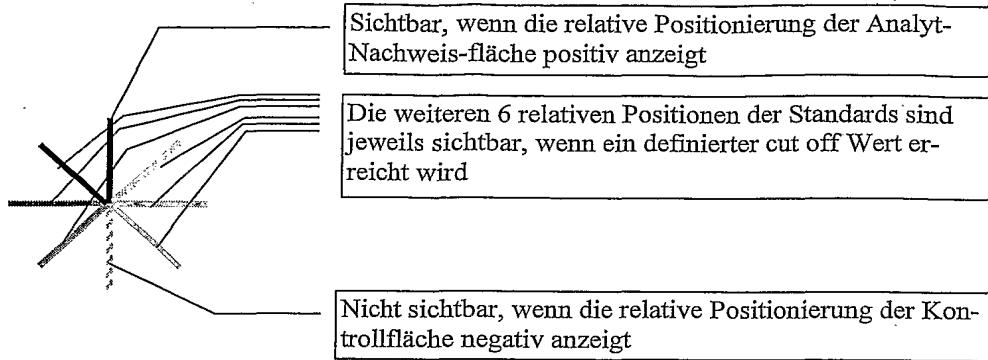 Sichtbar, wenn die relative Positionierung der Analyt-
Nachweis-fläche positiv anzeigt
Die weiteren 6 relativen Positionen der Standards sind
jeweils sichtbar, wenn ein definierter cut off Wert er-
reicht wird
Nicht sichtbar, wenn die relative Positionierung der Kon-
trollfläche negativ anzeigt